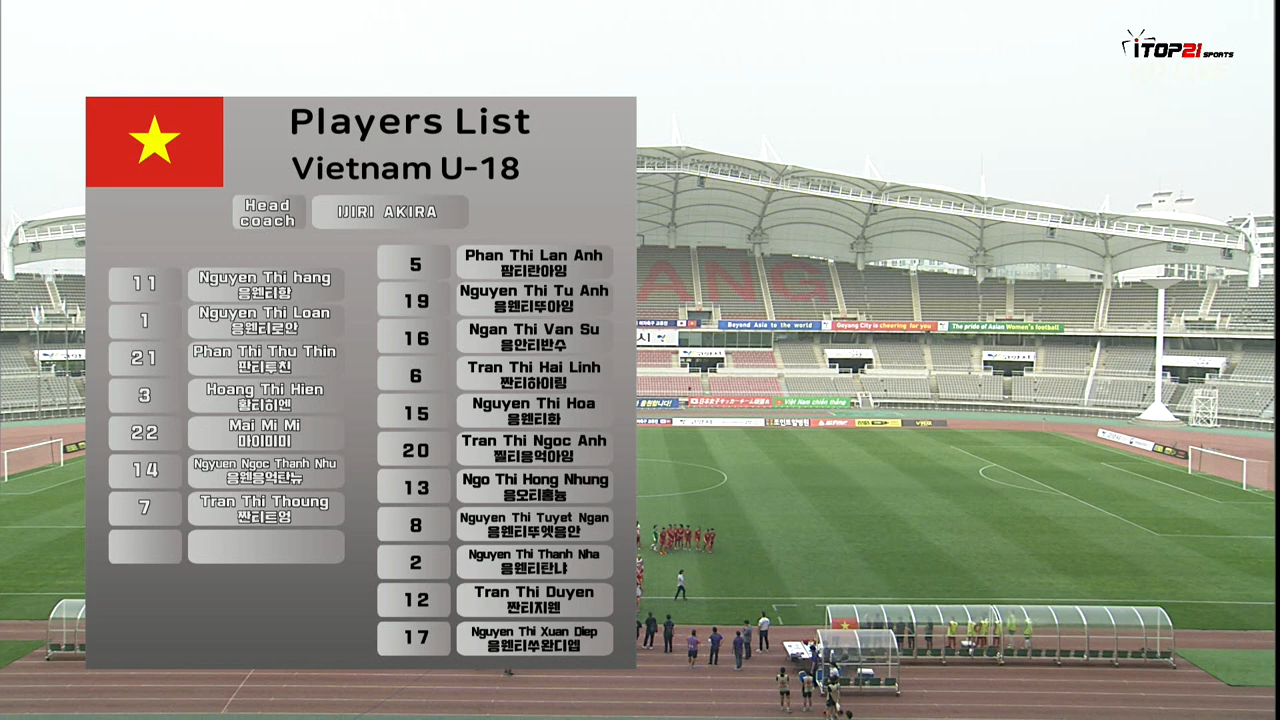 iTOP21 SPORTS
Players List
Vietnam U-18
Head
coach
IJIRI AKIRA
11
Nguyen Thi hang
응웬티항
1
Nguyen Thi Loan
응웬티로안
21
Phan Thi Thu Thin
판티투친
3
Hoang Thi Hien
황티히엔
22
Mai Mi Mi
마이미미
14
Ngyuen Ngoc Thanh Nhu
응웬응억탄뉴
7
Tran Thi Thoung
짠티트엉
5
Phan Thi Lan Anh
팜티란아잉
19
Nguyen Thi Tu Anh
응웬티뚜아잉
16
Ngan Thi Van Su
응안티반수
6
Tran Thi Hai Linh
짠티하이링
15
Nguyen Thi Hoa
응웬티화
20
Tran Thi Ngoc Anh
찔티응억아잉
13
Ngo Thi Hong Nhung
응오티홍늉
8
Nguyen Thi Tuyet Ngan
응웬티뚜엣응안
2
Nguyen Thi Thanh Nha
응웬티탄냐
12
Tran Thi Duyen
짠티지웬
17
Nguyen Thi Xuan Diep
응웬티쑤완디엡
ANG
Beyond Asia to the world
Goyang City is cheering for you
The pride of Asian Women's football
Việt Nam chiến thắng